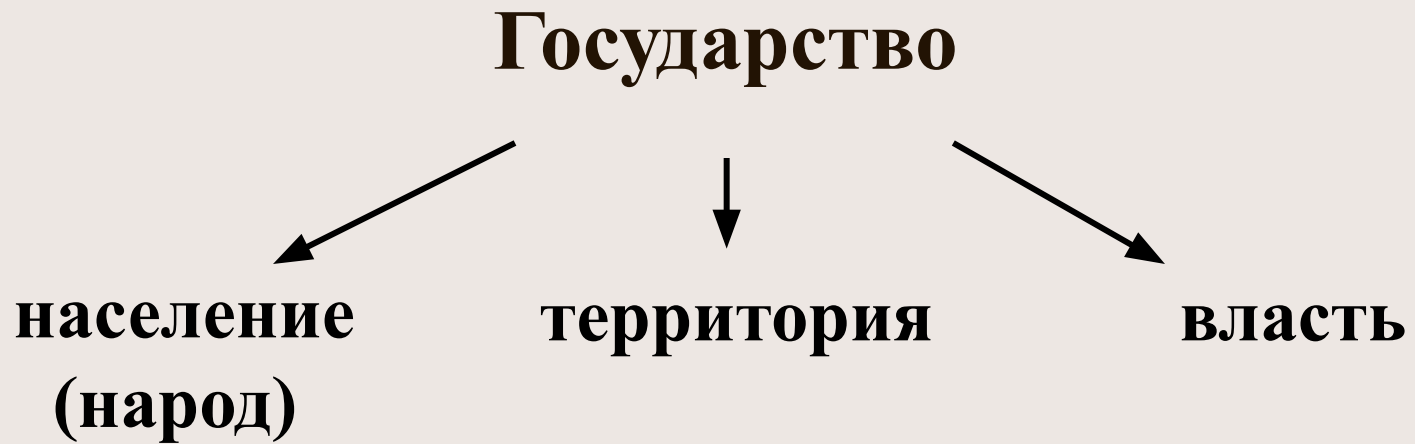 Государство
население территория власть
(народ)